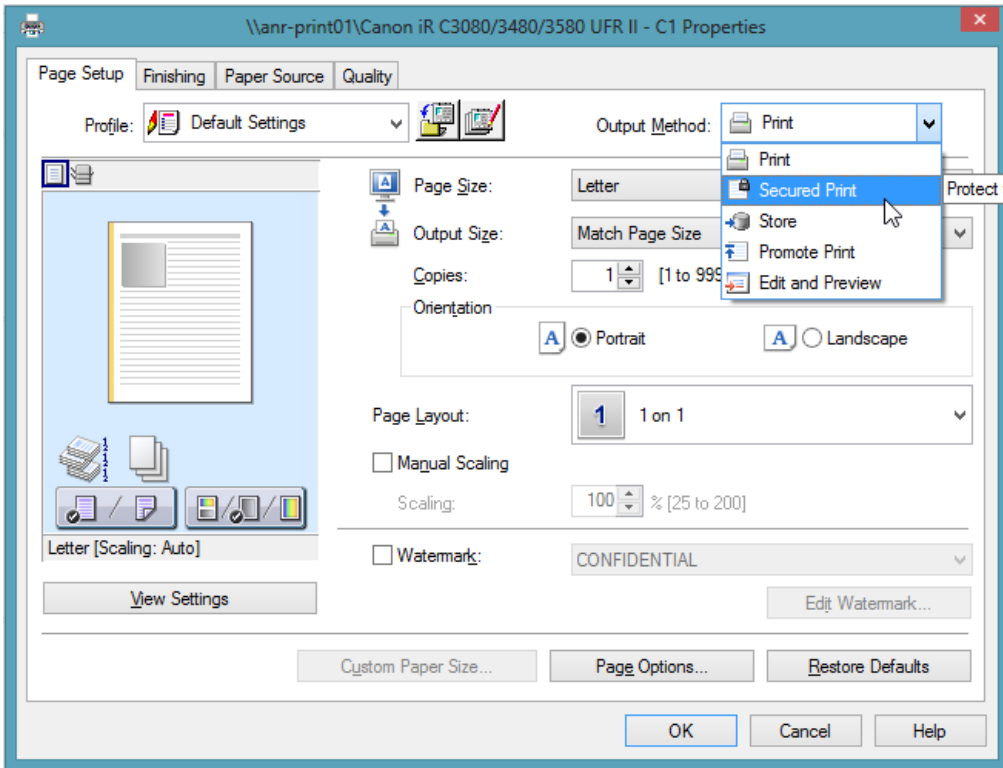 \\anr-print01\Canon iR C3080/3480/3580 UFR II - C1 Properties
Page Setup Finishing Paper Source Quality
Profile: Default Settings Output Method: Print
Print
Secured Print Protect
Store
Promote Print
Edit and Preview
Page Size: Letter
Output Size: Match Page Size
Copies: 1 [1 to 999
Orientation
A Portrait A Landscape
Page Layout: 1 1 on 1
Manual Scaling
Scaling: 100 % [25 to 200]
Letter [Scaling: Auto]
Watermark: CONFIDENTIAL
View Settings
Edit Watermark...
Custom Paper Size... Page Options... Restore Defaults
OK Cancel Help